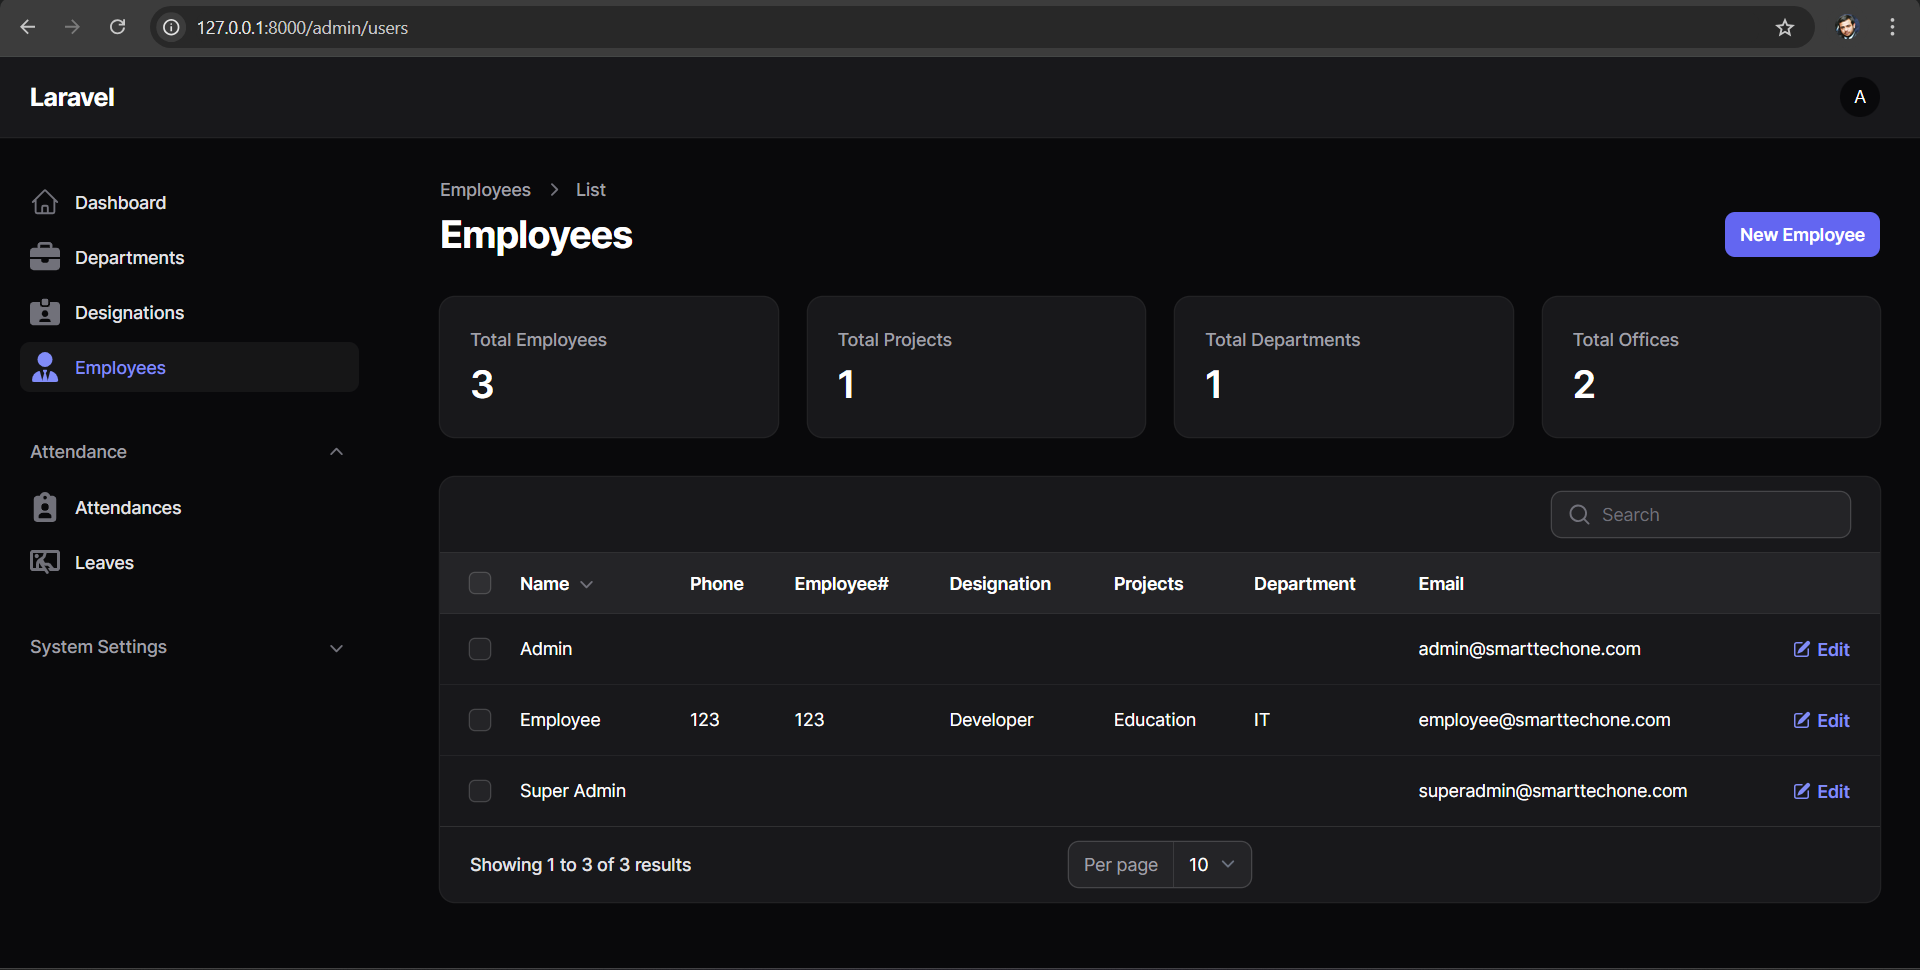 127.0.0.1:8000/admin/users
Laravel
A
Dashboard
Departments
Designations
Employees
Attendance
Attendances
Leaves
System Settings
Employees List
Employees
New Employee
Total Employees
3
Total Projects
1
Total Departments
1
Total Offices
2
Search
Name Phone Employee# Designation Projects Department Email
Admin admin@smarttechone.com Edit
Employee 123 123 Developer Education IT employee@smarttechone.com Edit
Super Admin superadmin@smarttechone.com Edit
Showing 1 to 3 of 3 results Per page 10